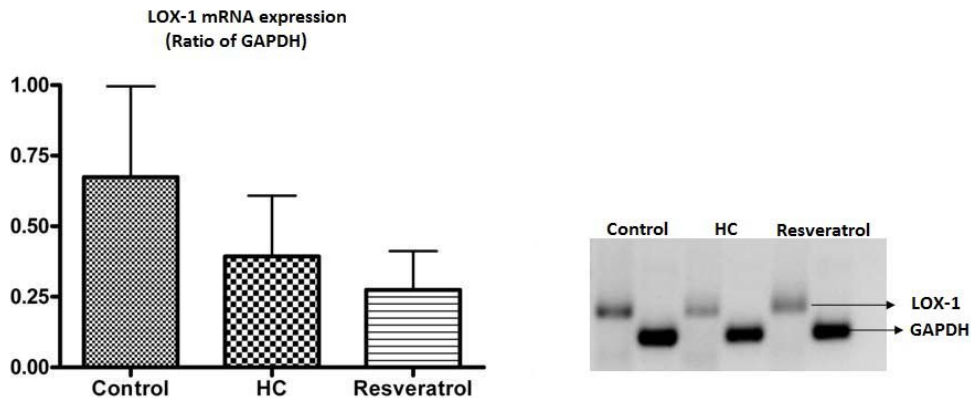 LOX-1 mRNA expression
(Ratio of GAPDH)
1.00
0.75
0.50
0.25
0.00
Control HC Resveratrol
Control HC Resveratrol
LOX-1
GAPDH